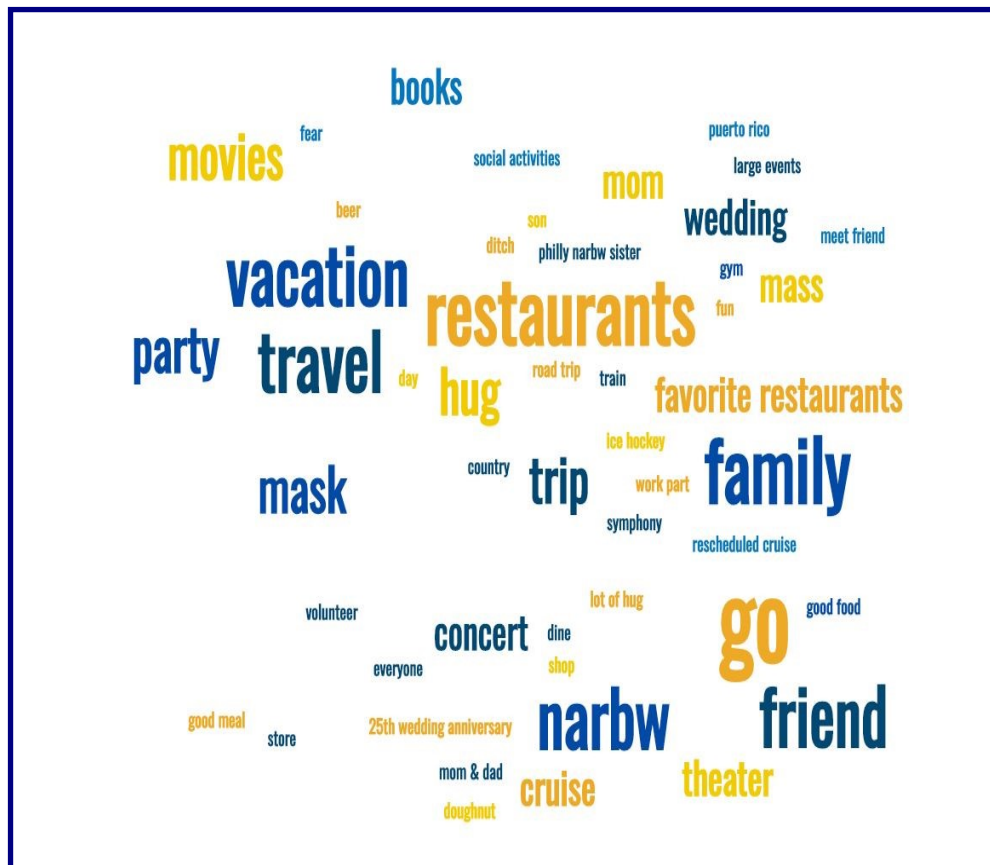 books
fear
puerto rico
movies
social activities
large events
mom
beer
son
wedding
meet friend
ditch
philly narbw sister
vacation
gym
mass
restaurants
fun
party
travel
day
hug
road trip
train
favorite restaurants
ice hockey
family
country
trip
work part
mask
symphony
rescheduled cruise
lot of hug
good food
volunteer
go
concert
dine
everyone
shop
good meal
store
25th wedding anniversary
narbw
friend
mom & dad
cruise
theater
doughnut